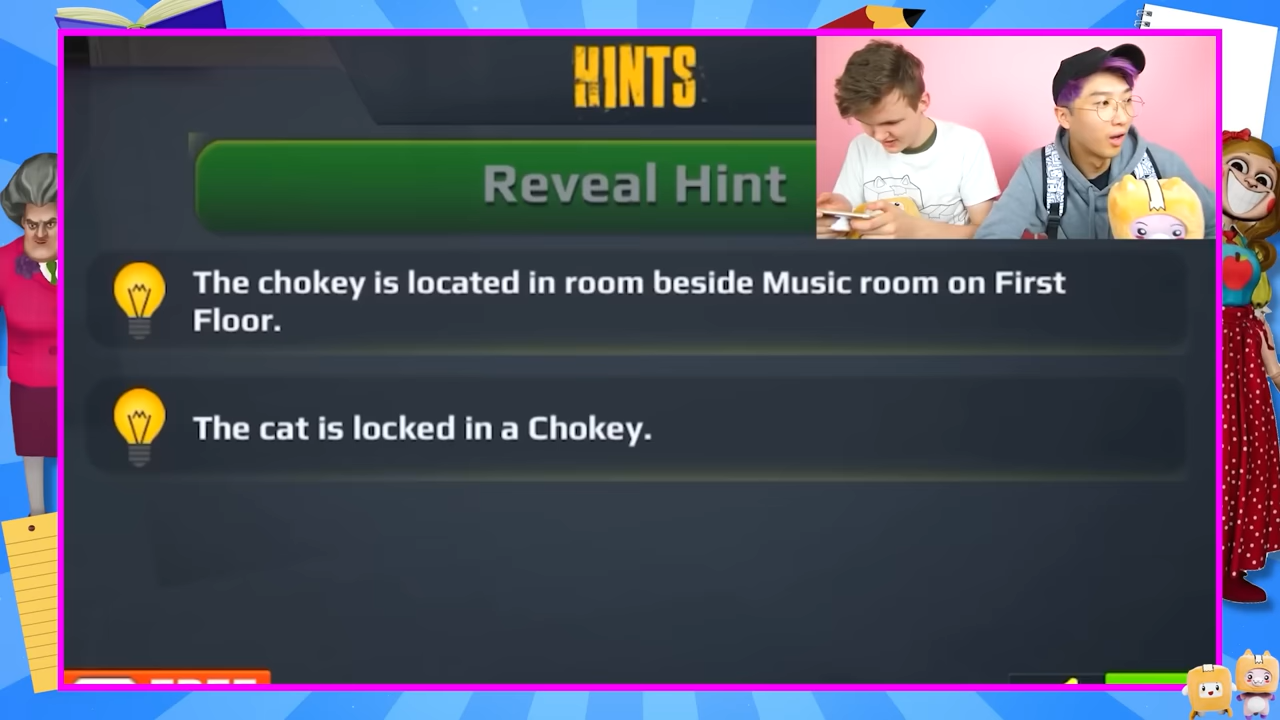 HINTS
Reveal Hint
The chokey is located in room beside Music room on First
Floor.
The cat is locked in a Chokey.